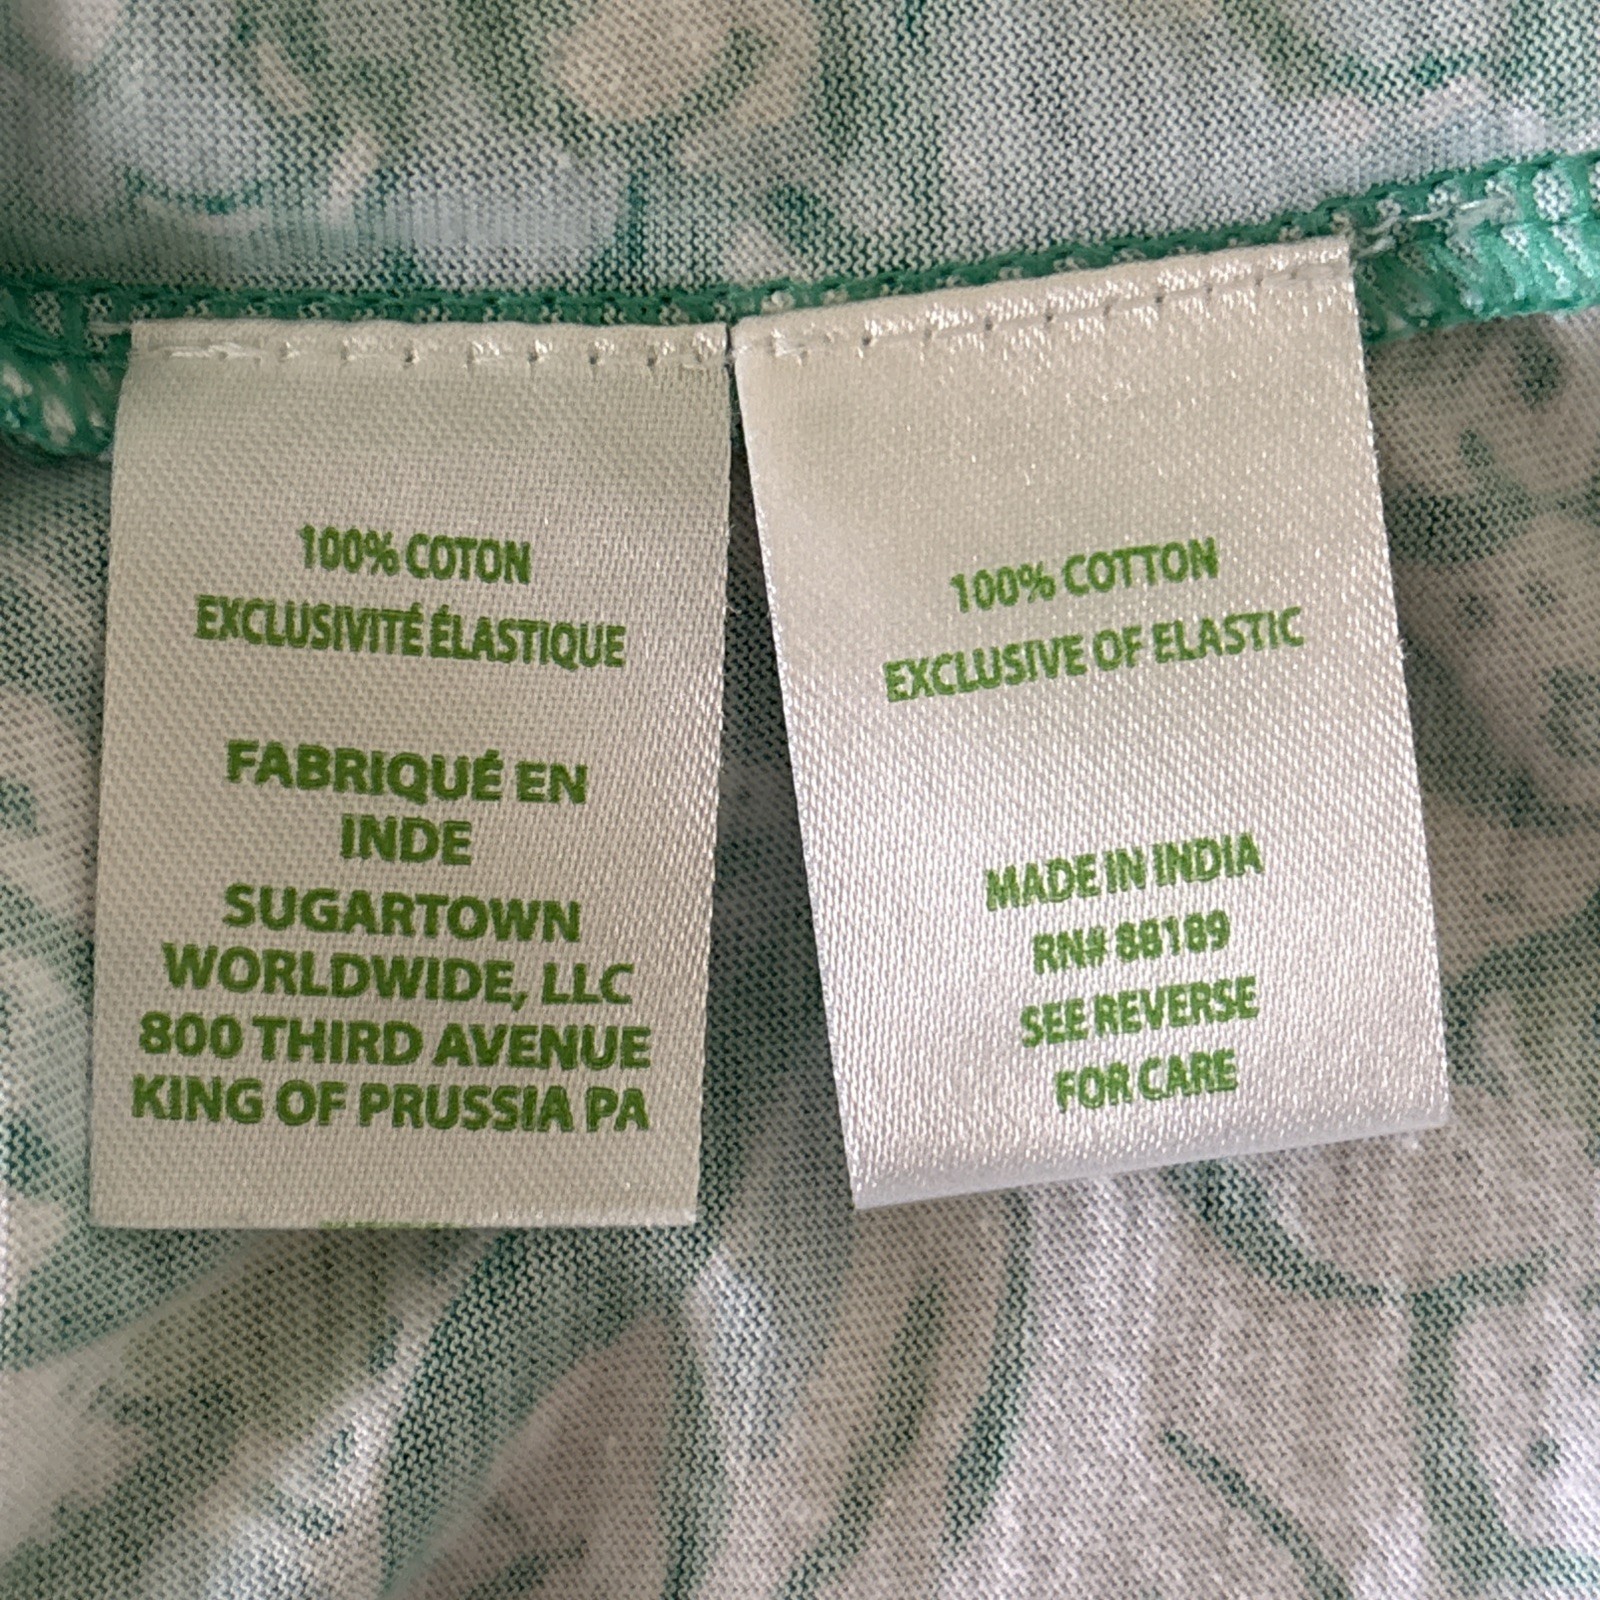 100% COTON
EXCLUSIVITÉ ÉLASTIQUE
FABRIQUÉ EN
INDE
SUGARTOWN
WORLDWIDE, LLC
800 THIRD AVENUE
KING OF PRUSSIA PA
100% COTTON
EXCLUSIVE OF ELASTIC
MADE IN INDIA
RN# 88189
SEE REVERSE
FOR CARE